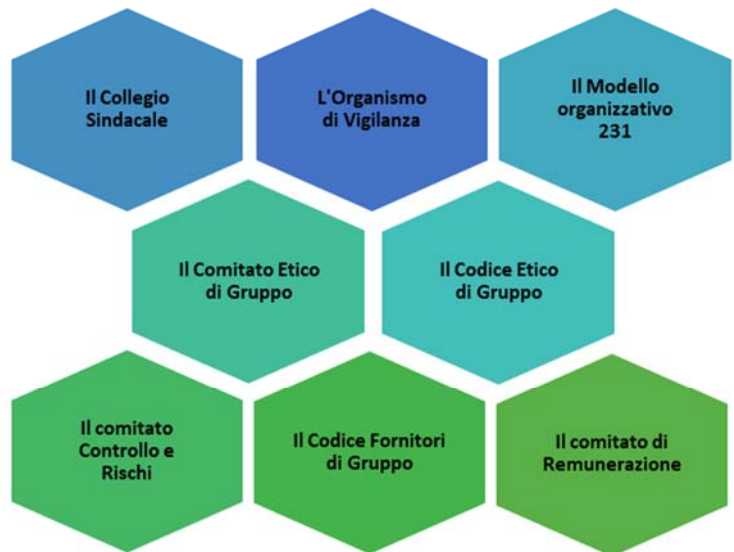 Il Collegio
Sindacale
L'Organismo
di Vigilanza
Il Modello
organizzativo
231
Il Comitato Etico
di Gruppo
Il Codice Etico
di Gruppo
Il comitato
Controllo e
Rischi
Il Codice Fornitori
di Gruppo
Il comitato di
Remunerazione